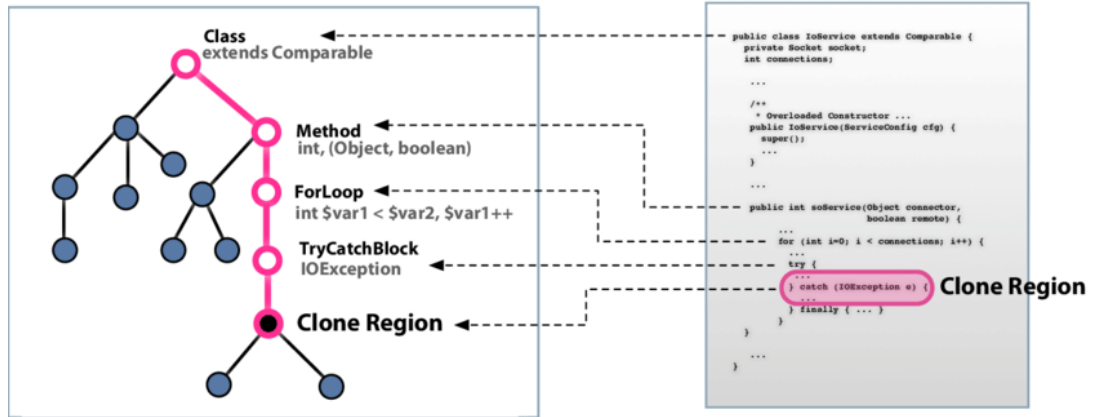 Class
extends Comparable
Method
int, (Object, boolean)
ForLoop
int $var1 < $var2, $var1++
TryCatchBlock
IOException
Clone Region
public class IoService extends Comparable {
private Socket socket;
int connections;
...
/**
* Overloaded Constructor ...
public IoService(ServiceConfig cfg) {
super();
...
}
...
public int soService(Object connector,
boolean remote) {
...
for (int i=0; i < connections; i++) {
...
try {
...
} catch (IOException e) {
...
} finally { ... }
}
}
...
}
Clone Region